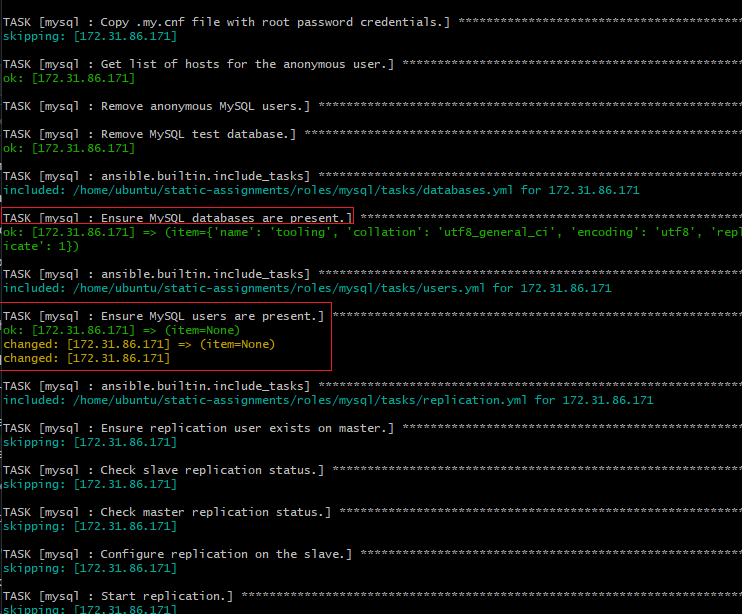 TASK [mysql : Copy .my.cnf file with root password credentials.] *****************************************
skipping: [172.31.86.171]
TASK [mysql : Get list of hosts for the anonymous user.] *************************************************
ok: [172.31.86.171]
TASK [mysql : Remove anonymous MySQL users.] *************************************************************
TASK [mysql : Remove MySQL test database.] ***************************************************************
ok: [172.31.86.171]
TASK [mysql : ansible.builtin.include_tasks] *************************************************************
included: /home/ubuntu/static-assignments/roles/mysql/tasks/databases.yml for 172.31.86.171
TASK [mysql : Ensure MySQL databases are present.] *******************************************************
ok: [172.31.86.171] => (item={'name': 'tooling', 'collation': 'utf8_general_ci', 'encoding': 'utf8', 'repl
icate': 1})
TASK [mysql : ansible.builtin.include_tasks] *************************************************************
included: /home/ubuntu/static-assignments/roles/mysql/tasks/users.yml for 172.31.86.171
TASK [mysql : Ensure MySQL users are present.] ***********************************************************
ok: [172.31.86.171] => (item=None)
changed: [172.31.86.171] => (item=None)
changed: [172.31.86.171]
TASK [mysql : ansible.builtin.include_tasks] *************************************************************
included: /home/ubuntu/static-assignments/roles/mysql/tasks/replication.yml for 172.31.86.171
TASK [mysql : Ensure replication user exists on master.] *************************************************
skipping: [172.31.86.171]
TASK [mysql : Check slave replication status.] ***********************************************************
skipping: [172.31.86.171]
TASK [mysql : Check master replication status.] **********************************************************
skipping: [172.31.86.171]
TASK [mysql : Configure replication on the slave.] *******************************************************
skipping: [172.31.86.171]
TASK [mysql : Start replication.] ************************************************************************
skipping: [172.31.86.171]